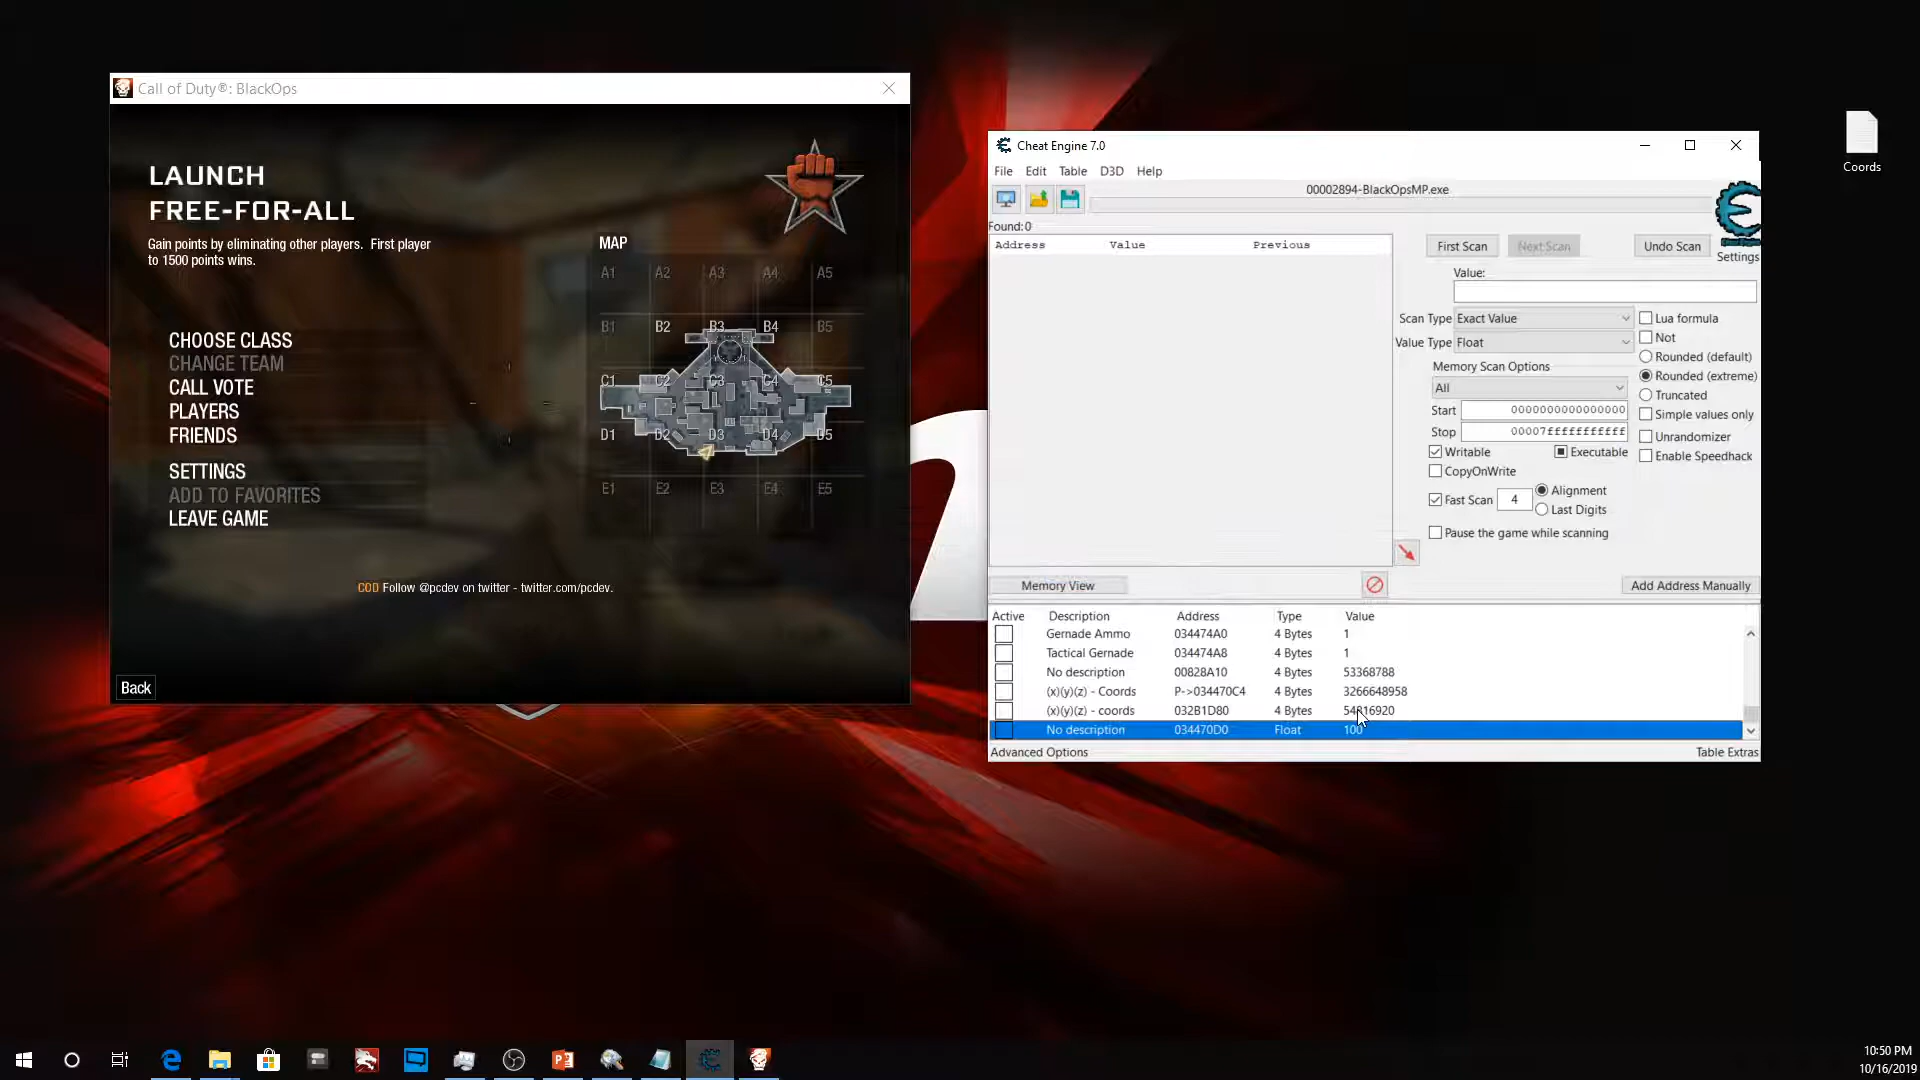 Call of Duty®: BlackOps
LAUNCH
FREE-FOR-ALL
Gain points by eliminating other players. First player
to 1500 points wins.
CHOOSE CLASS
CHANGE TEAM
CALL VOTE
PLAYERS
FRIENDS
SETTINGS
ADD TO FAVORITES
LEAVE GAME
MAP
A1 A2 A3 A4 A5
B1 B2 B3 B4 B5
C1 C2 C3 C4 C5
D1 D2 D3 D4 D5
E1 E2 E3 E4 E5
COD Follow @pcdev on twitter - twitter.com/pcdev.
Back
Cheat Engine 7.0
File Edit Table D3D Help
00002894-BlackOpsMP.exe
Found:0
Address Value Previous
First Scan Next Scan Undo Scan
Settings
Value:
Scan Type Exact Value
Value Type Float
Lua formula
Not
Rounded (default)
Rounded (extreme)
Truncated
Simple values only
Unrandomizer
Enable Speedhack
Memory Scan Options
All
Start 0000000000000000
Stop 00007fffffffffff
Writable Executable
CopyOnWrite
Fast Scan 4 Alignment
Last Digits
Pause the game while scanning
Memory View
Add Address Manually
Active Description Address Type Value
Gernade Ammo 034474A0 4 Bytes 1
Tactical Gernade 034474A8 4 Bytes 1
No description 00828A10 4 Bytes 53368788
(x)(y)(z) - Coords P->034470C4 4 Bytes 3266648958
(x)(y)(z) - coords 032B1D80 4 Bytes
No description 034470D0 Float 100
Advanced Options Table Extras
Coords
10:50 PM
10/16/2019